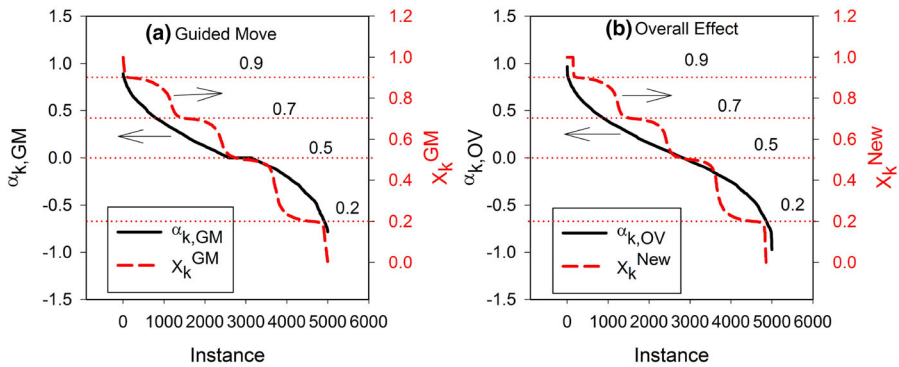 (a) Guided Move
1.5
1.0
0.5
0.0
-0.5
-1.0
-1.5
αk,GM
1.2
1.0
0.8
0.6
0.4
0.2
0.0
XkGM
0.9
0.7
0.5
0.2
αk,GM
XkGM
0 1000 2000 3000 4000 5000 6000
Instance
(b) Overall Effect
1.5
1.0
0.5
0.0
-0.5
-1.0
-1.5
αk,OV
1.2
1.0
0.8
0.6
0.4
0.2
0.0
XkNew
0.9
0.7
0.5
0.2
αk,OV
XkNew
0 1000 2000 3000 4000 5000 6000
Instance